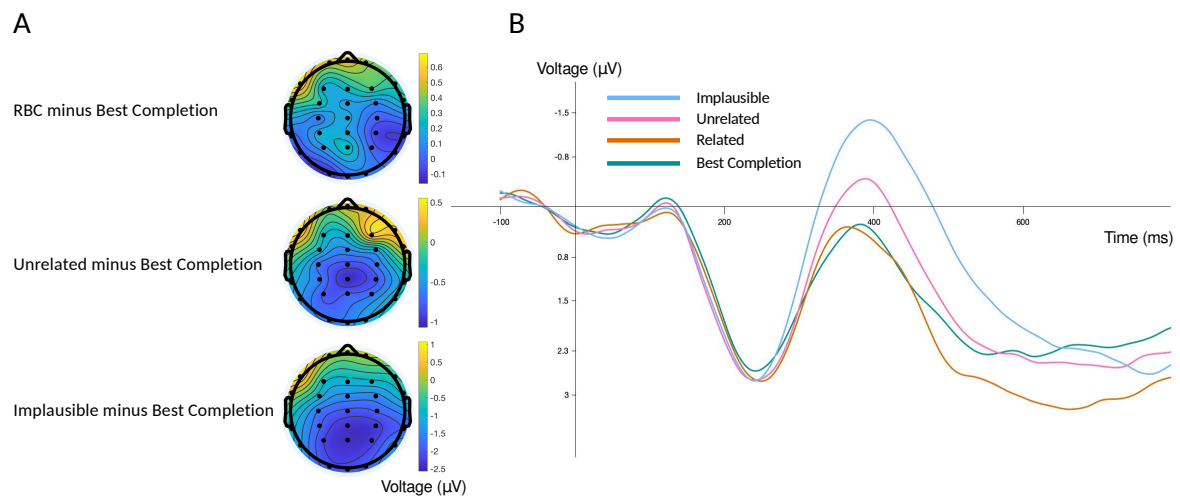 A
B
RBC minus Best Completion
0.6
0.5
0.4
0.3
0.2
0.1
0
-0.1
Unrelated minus Best Completion
0.5
0
-0.5
-1
Implausible minus Best Completion
1
0.5
0
-0.5
-1
-1.5
-2
-2.5
Voltage (µV)
Voltage (µV)
Implausible
Unrelated
Related
Best Completion
-1.5
-0.8
0.8
1.5
2.3
3
-100
200
400
600
Time (ms)